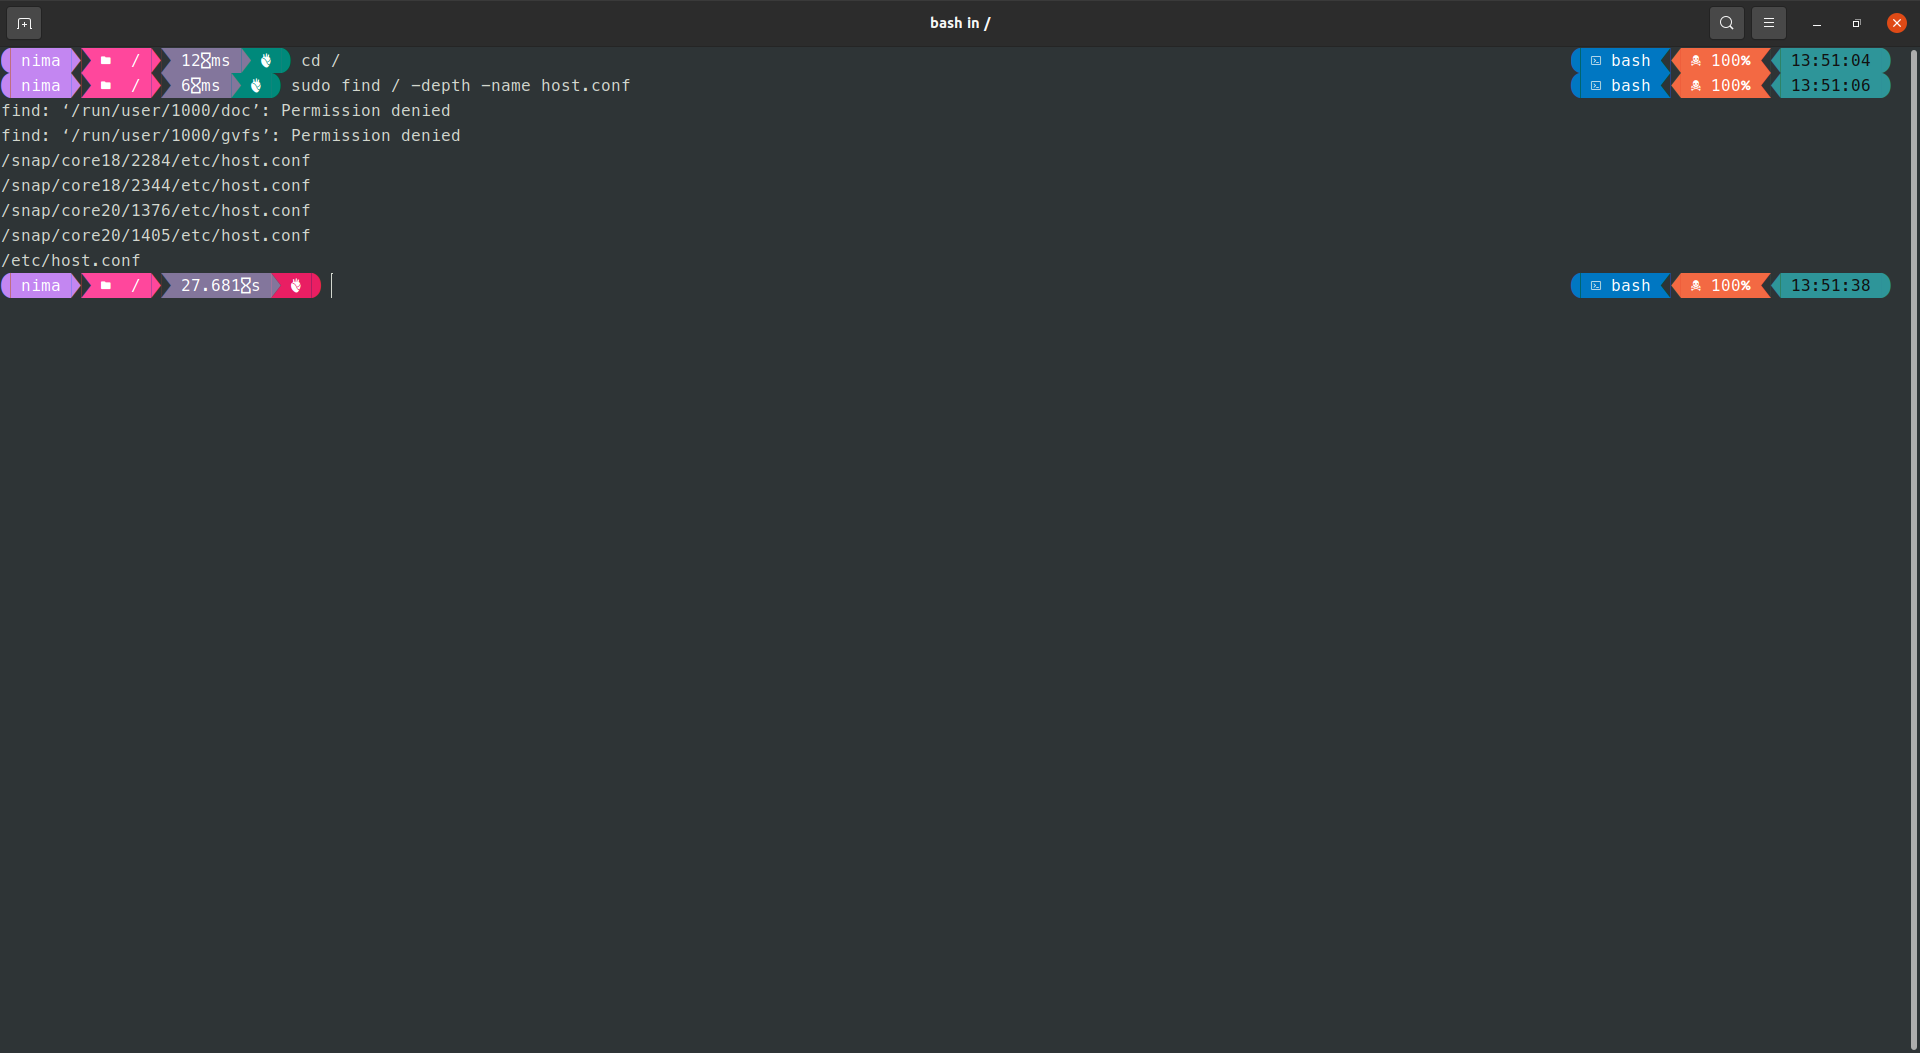 bash in /
nima / 12ms cd / bash 100% 13:51:04
nima / 6ms sudo find / -depth -name host.conf bash 100% 13:51:06
find: ‘/run/user/1000/doc’: Permission denied
find: ‘/run/user/1000/gvfs’: Permission denied
/snap/core18/2284/etc/host.conf
/snap/core18/2344/etc/host.conf
/snap/core20/1376/etc/host.conf
/snap/core20/1405/etc/host.conf
/etc/host.conf
nima / 27.681s bash 100% 13:51:38